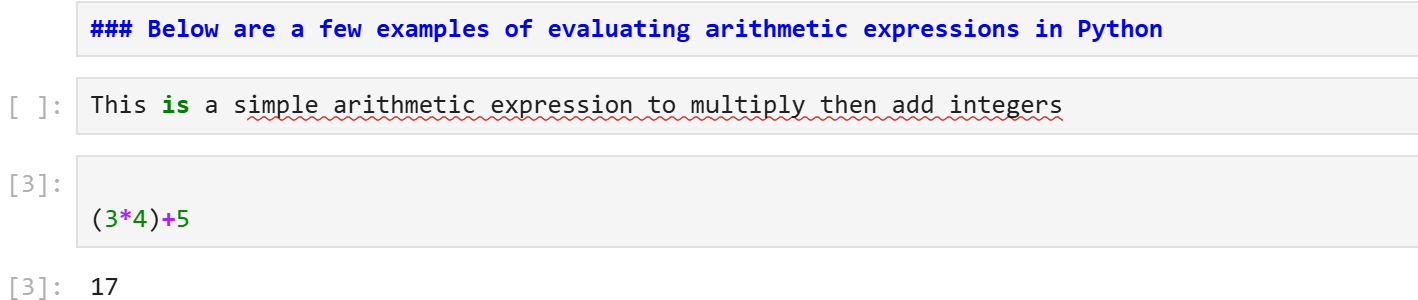 ### Below are a few examples of evaluating arithmetic expressions in Python
[ ]: This is a simple arithmetic expression to multiply then add integers
[3]:
(3*4)+5
[3]: 17